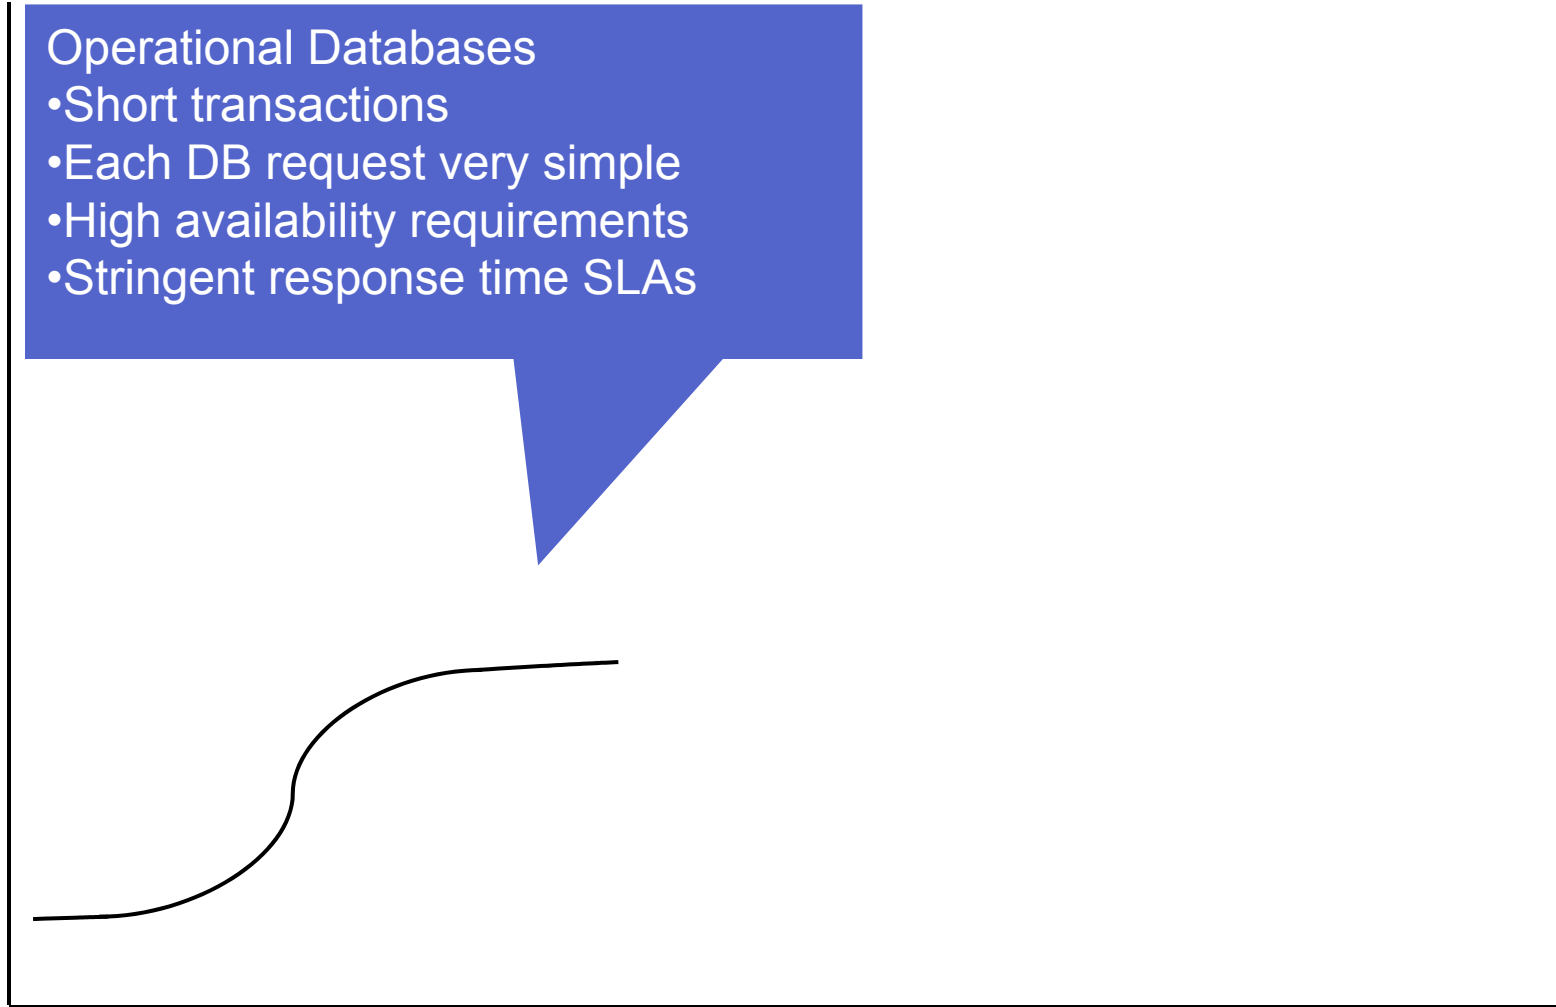 Operational Databases
•Short transactions
•Each DB request very simple
•High availability requirements
•Stringent response time SLAs